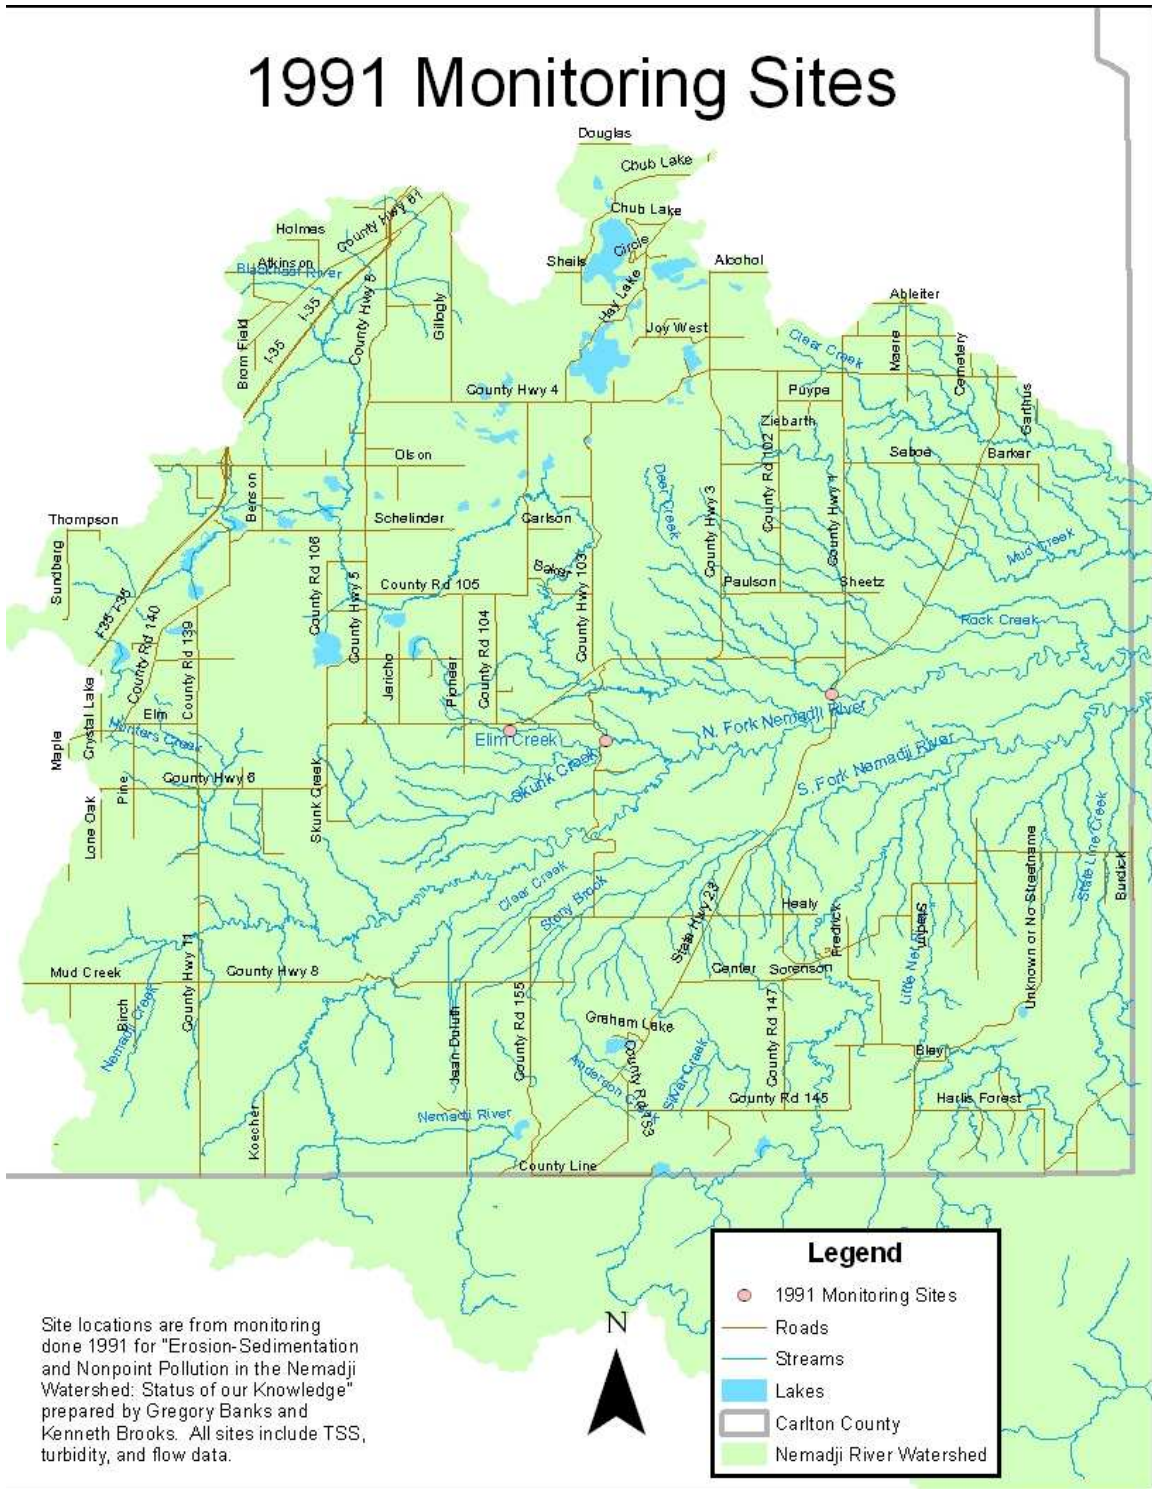 1991 Monitoring Sites
Douglas
Chub Lake
Chub Lake
Circle
Sheils
Hay Lake
Alcohol
Joy West
County Hwy 61
Holmes
Atkinson
Blackhoof River
I-35
I-35
Brom Field
County Hwy 5
Gillogly
County Hwy 4
Ableiter
Clear Creek
Maere
Cemetery
Garthus
Puype
Ziebarth
County Rd 102
Saboe
Barker
Olson
Benson
Schelinder
Carlson
Deer Creek
County Hwy 3
County Hwy 1
Mud Creek
Thompson
Sundberg
I-35
I-35
County Rd 140
County Rd 139
County Rd 106
County Hwy 5
County Rd 105
Baker
County Hwy 103
Paulson
Sheetz
Rock Creek
Jericho
Pioneer
County Rd 104
Crystal Lake
Maple
Elm
Hunters Creek
Elim Creek
Skunk Creek
N. Fork Nemadji River
S. Fork Nemadji River
County Hwy 6
Pine
Lone Oak
Skunk Creek
State Line Creek
Burdick
Unknown or No Streetname
Clear Creek
Stony Brook
State Hwy 23
Healy
Fredrick
Center
Sorenson
Mud Creek
County Hwy 11
County Hwy 8
Birch
Nemadji Creek
Jean Duluth
County Rd 155
Graham Lake
County Rd 153
Anderson Creek
Silver Creek
County Rd 147
Bley
County Rd 145
Harlis Forest
Koecher
Nemadji River
County Line
Legend
1991 Monitoring Sites
Roads
Streams
Lakes
Carlton County
Nemadji River Watershed
N
Site locations are from monitoring
done 1991 for "Erosion-Sedimentation
and Nonpoint Pollution in the Nemadji
Watershed: Status of our Knowledge"
prepared by Gregory Banks and
Kenneth Brooks.  All sites include TSS,
turbidity, and flow data.